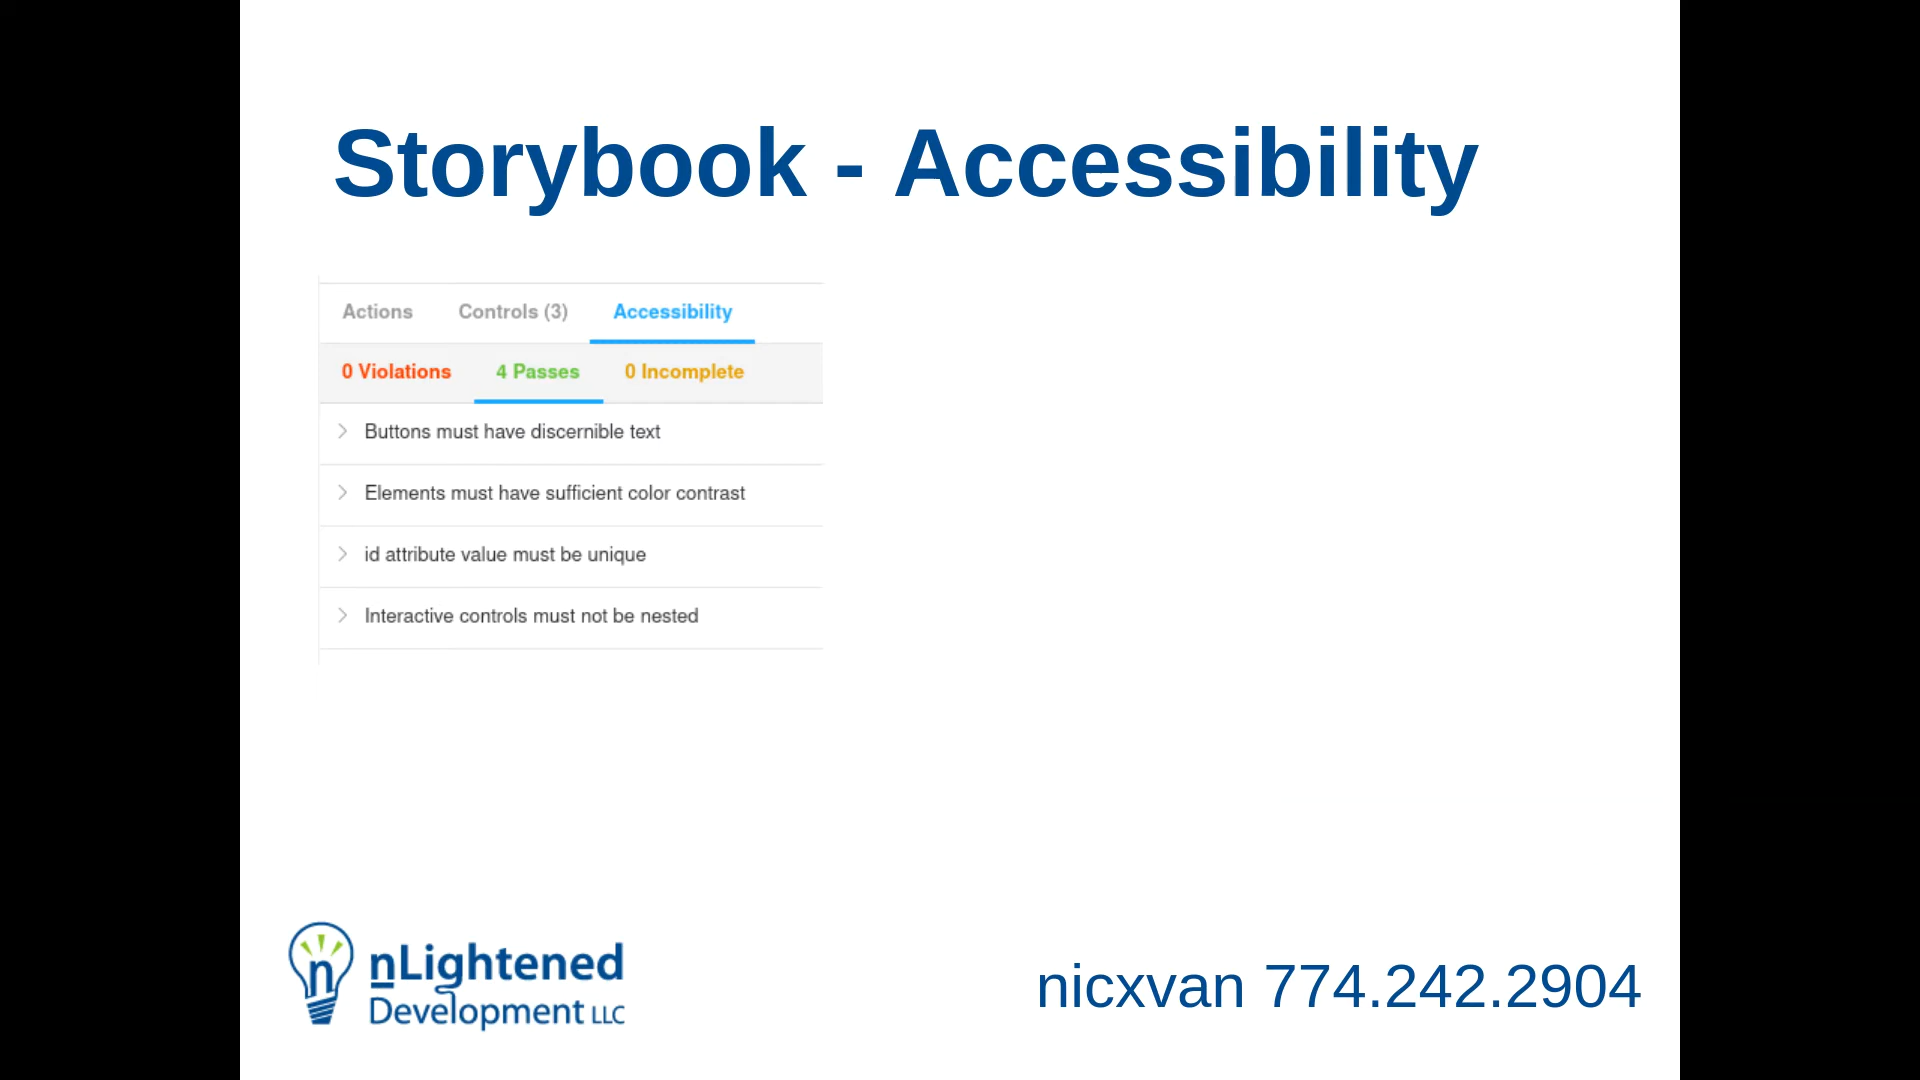 Storybook - Accessibility
Actions Controls (3) Accessibility
0 Violations 4 Passes 0 Incomplete
Buttons must have discernible text
Elements must have sufficient color contrast
id attribute value must be unique
Interactive controls must not be nested
n nLightened
Development LLC
nicxvan 774.242.2904